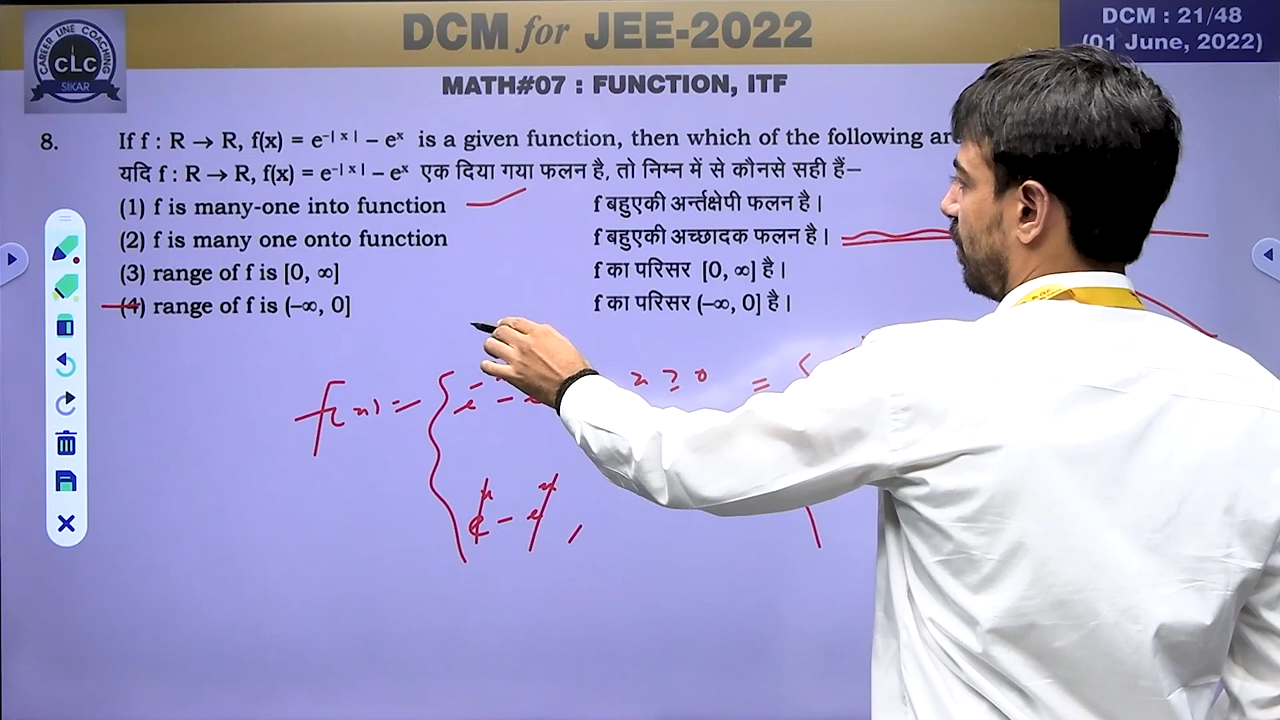 DCM for JEE-2022
DCM : 21/48
(01 June, 2022)
CAREER LINE COACHING
CLC
SIKAR
MATH#07 : FUNCTION, ITF
8. If f : R → R, f(x) = e^{-|x|} – e^x is a given function, then which of the following
यदि f : R → R, f(x) = e^{-|x|} – e^x एक दिया गया फलन है, तो निम्न में से कौनसे सही हैं–
(1) f is many-one into function f बहुएकी अर्न्तक्षेपी फलन है।
(2) f is many one onto function f बहुएकी अच्छादक फलन है।
(3) range of f is [0, ∞] f का परिसर [0, ∞] है।
(4) range of f is (–∞, 0] f का परिसर (–∞, 0] है।
f(x) = { e^- – e x ≥ 0 = {
e^x – e^x ,